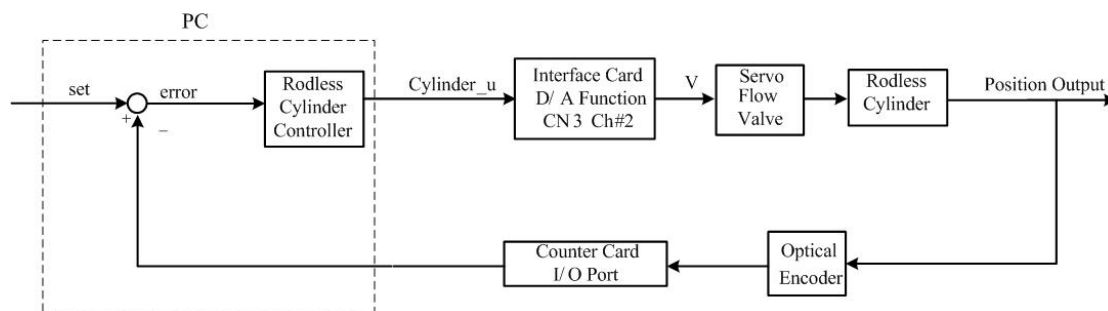 PC
set
+
−
error
Rodless
Cylinder
Controller
Cylinder_u
Interface Card
D/ A Function
CN 3 Ch#2
V
Servo
Flow
Valve
Rodless
Cylinder
Position Output
Counter Card
I/ O Port
Optical
Encoder